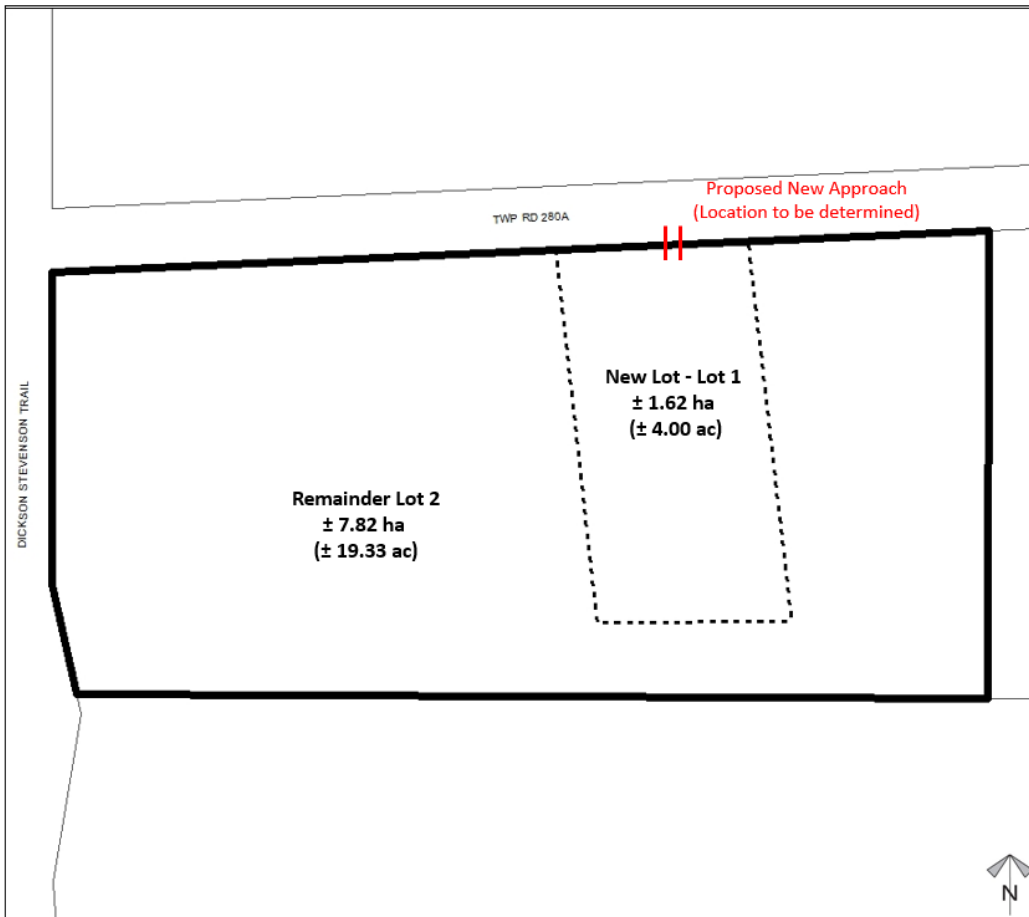 Proposed New Approach
(Location to be determined)
TWP RD 280A
New Lot - Lot 1
± 1.62 ha
(± 4.00 ac)
DICKSON STEVENSON TRAIL
Remainder Lot 2
± 7.82 ha
(± 19.33 ac)
N